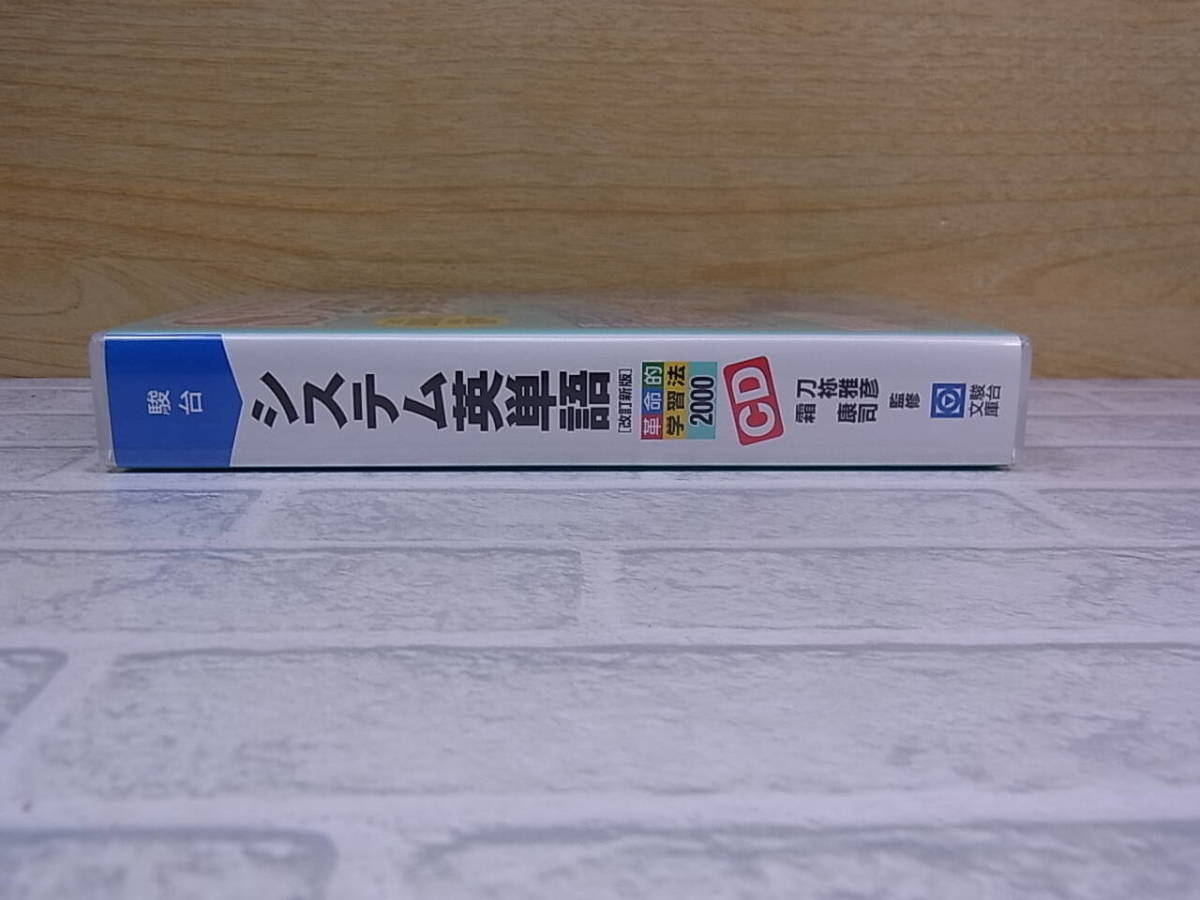 駿台
システム英単語
[改訂新版]
革命的
学習法
2000
CD
刀祢雅彦
霜 康司
監修
駿台
文庫